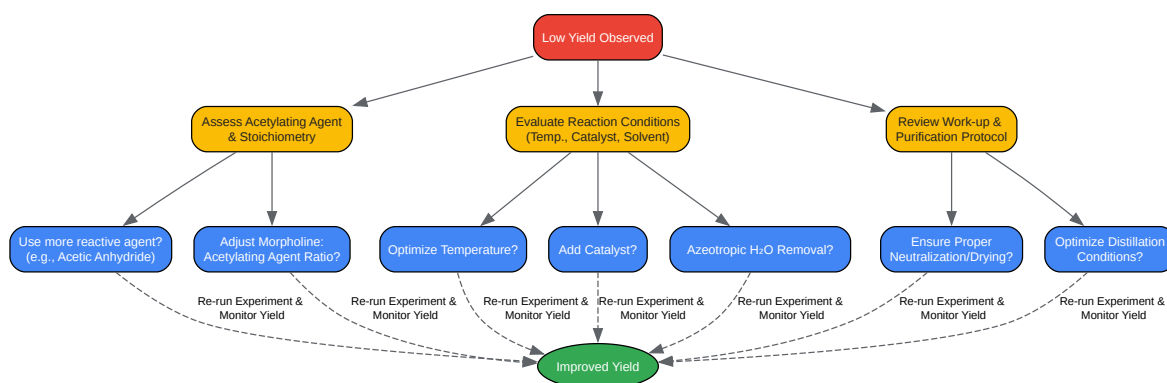 Low Yield Observed
Assess Acetylating Agent
& Stoichiometry
Evaluate Reaction Conditions
(Temp., Catalyst, Solvent)
Review Work-up &
Purification Protocol
Use more reactive agent?
(e.g., Acetic Anhydride)
Adjust Morpholine:
Acetylating Agent Ratio?
Optimize Temperature?
Add Catalyst?
Azeotropic H₂O Removal?
Ensure Proper
Neutralization/Drying?
Optimize Distillation
Conditions?
Re-run Experiment &
Monitor Yield
Re-run Experiment &
Monitor Yield
Re-run Experiment &
Monitor Yield
Re-run Experiment &
Monitor Yield
Re-run Experiment &
Monitor Yield
Re-run Experiment &
Monitor Yield
Re-run Experiment &
Monitor Yield
Improved Yield